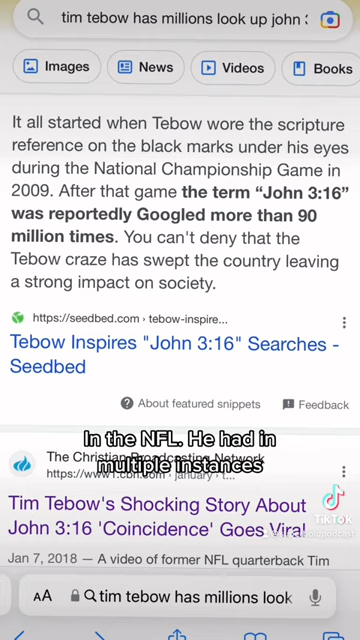 tim tebow has millions look up john 3
Images
News
Videos
Books
It all started when Tebow wore the scripture
reference on the black marks under his eyes
during the National Championship Game in
2009. After that game the term “John 3:16”
was reportedly Googled more than 90
million times. You can't deny that the
Tebow craze has swept the country leaving
a strong impact on society.
https://seedbed.com › tebow-inspire...
Tebow Inspires "John 3:16" Searches -
Seedbed
About featured snippets
Feedback
In the NFL. He had in
multiple instances
The Christian Broadcasting Network
https://www1.cbn.com › january › t...
Tim Tebow's Shocking Story About
John 3:16 'Coincidence' Goes Viral
TikTok
Jan 7, 2018 — A video of former NFL quarterback Tim
AA
tim tebow has millions look